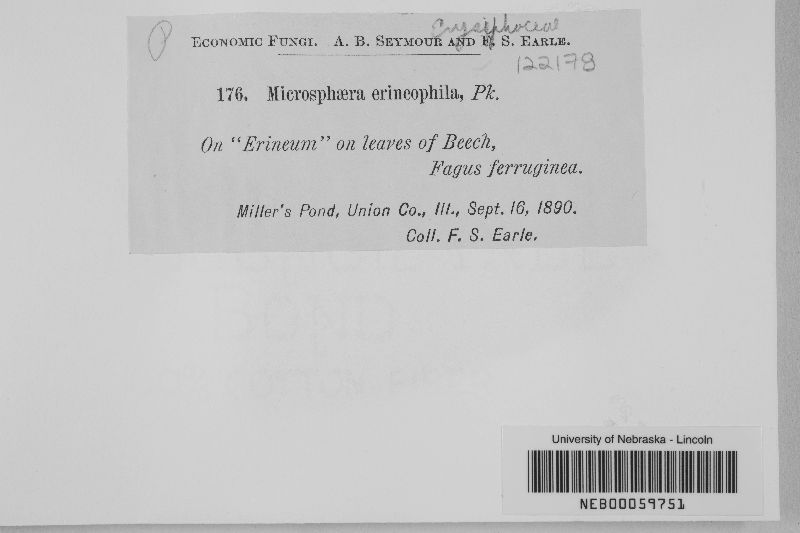 Erysiphaceae
ECONOMIC FUNGI. A. B. SEYMOUR AND F. S. EARLE.
122179
176. Microsphæra erineophila, Pk.
On "Erineum" on leaves of Beech,
Fagus ferruginea.
Miller's Pond, Union Co., Ill., Sept. 16, 1890.
Coll. F. S. Earle.
University of Nebraska - Lincoln
NEB00059751